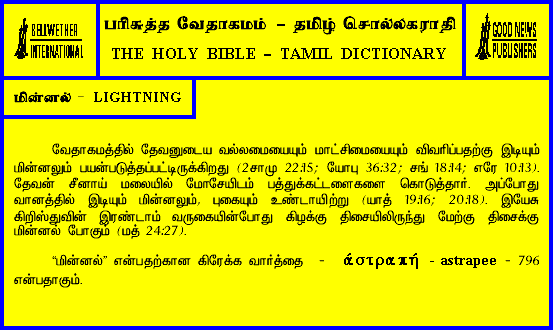 BELLWETHER
INTERNATIONAL
பரிசுத்த வேதாகமம் – தமிழ் சொல்லகராதி
THE HOLY BIBLE – TAMIL DICTIONARY
GOOD NEWS
PUBLISHERS
மின்னல் – LIGHTNING
வேதாகமத்தில் தேவனுடைய வல்லமையையும் மாட்சிமையையும் விவரிப்பதற்கு இடியும்
மின்னலும் பயன்படுத்தப்பட்டிருக்கிறது (2சாமு 22:15; யோபு 36:32; சங் 18:14; எரே 10:13).
தேவன் சீனாய் மலையில் மோசேயிடம் பத்துக்கட்டளைகளை கொடுத்தார். அப்போது
வானத்தில் இடியும் மின்னலும், புகையும் உண்டாயிற்று (யாத் 19:16; 20:18). இயேசு
கிறிஸ்துவின் இரண்டாம் வருகையின்போது கிழக்கு திசையிலிருந்து மேற்கு திசைக்கு
மின்னல் போகும் (மத் 24:27).
“மின்னல்” என்பதற்கான கிரேக்க வார்த்தை - άστραπή - astrapee - 796
என்பதாகும்.